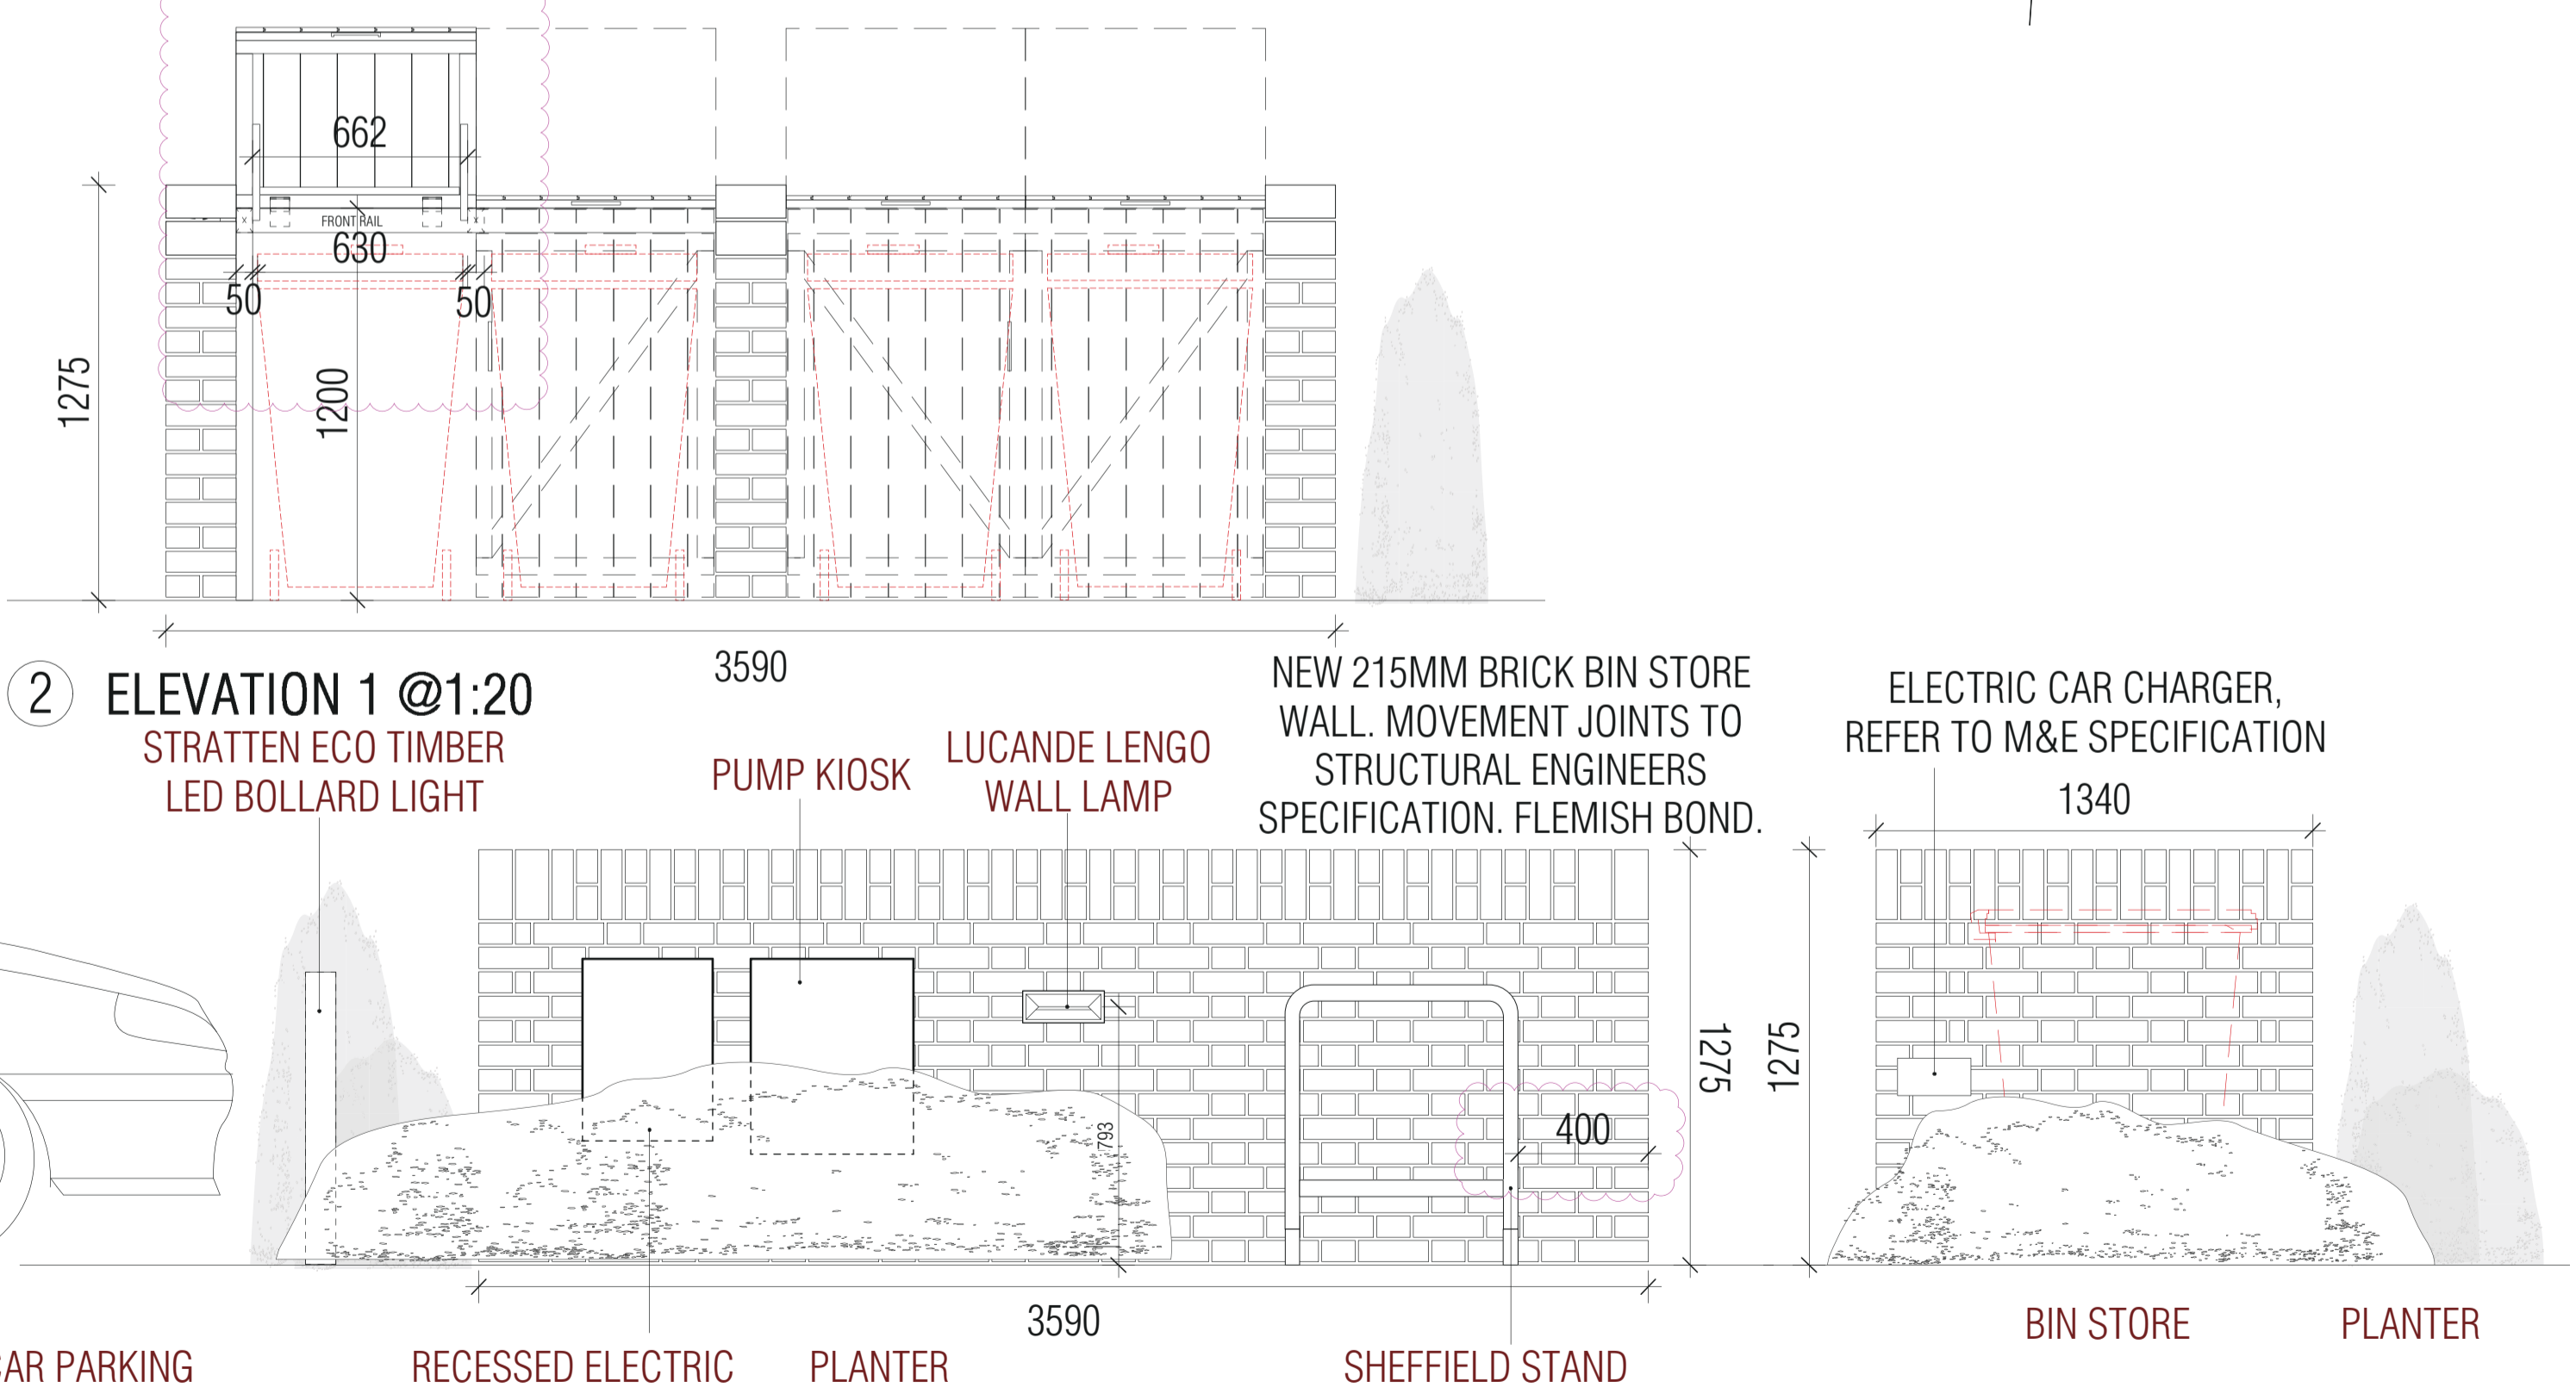 662
FRONT RAIL
630
50
50
1275
1200
3590
2 ELEVATION 1 @1:20
STRATTEN ECO TIMBER
LED BOLLARD LIGHT
PUMP KIOSK
LUCANDE LENGO
WALL LAMP
NEW 215MM BRICK BIN STORE
WALL. MOVEMENT JOINTS TO
STRUCTURAL ENGINEERS
SPECIFICATION. FLEMISH BOND.
ELECTRIC CAR CHARGER,
REFER TO M&E SPECIFICATION
1340
1275
1275
793
400
3590
BIN STORE
PLANTER
CAR PARKING
RECESSED ELECTRIC
PLANTER
SHEFFIELD STAND